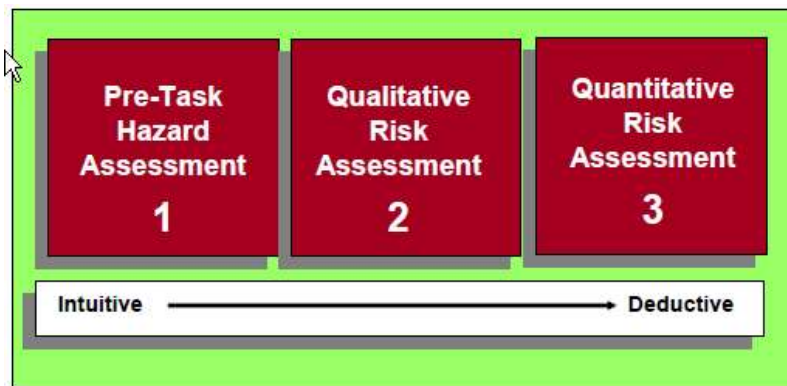 Pre-Task
Hazard
Assessment
1
Qualitative
Risk
Assessment
2
Quantitative
Risk
Assessment
3
Intuitive
Deductive